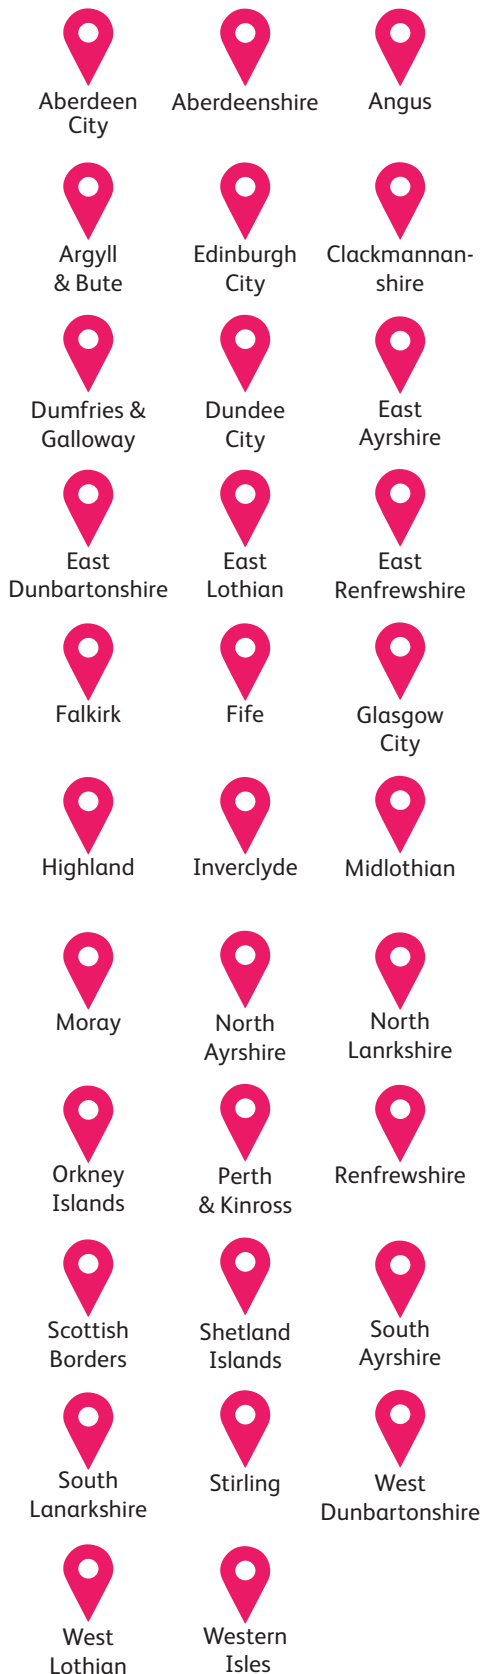 Aberdeen
City
Aberdeenshire
Angus
Argyll
& Bute
Edinburgh
City
Clackmannan-
shire
Dumfries &
Galloway
Dundee
City
East
Ayrshire
East
Dunbartonshire
East
Lothian
East
Renfrewshire
Falkirk
Fife
Glasgow
City
Highland
Inverclyde
Midlothian
Moray
North
Ayrshire
North
Lanrkshire
Orkney
Islands
Perth
& Kinross
Renfrewshire
Scottish
Borders
Shetland
Islands
South
Ayrshire
South
Lanarkshire
Stirling
West
Dunbartonshire
West
Lothian
Western
Isles